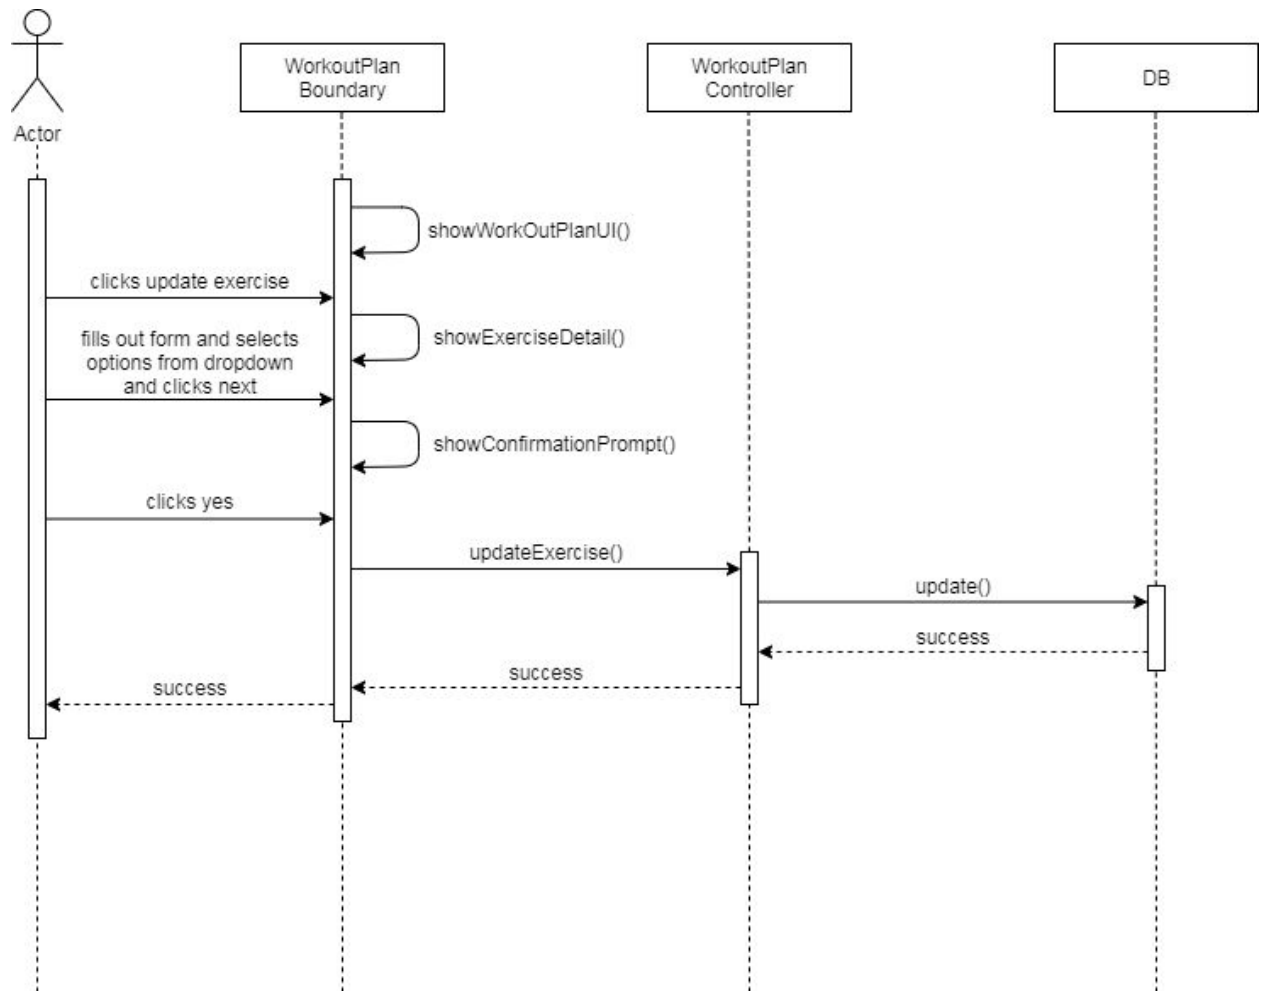 WorkoutPlan
Boundary
WorkoutPlan
Controller
DB
Actor
showWorkOutPlanUI()
clicks update exercise
showExerciseDetail()
fills out form and selects
options from dropdown
and clicks next
showConfirmationPrompt()
clicks yes
updateExercise()
update()
success
success
success